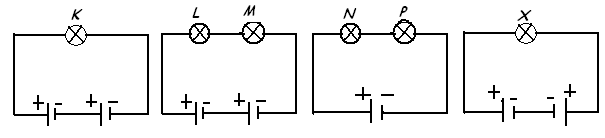 K
L M
N P
X
+ - + -
+ - + -
+ -
+ - - +